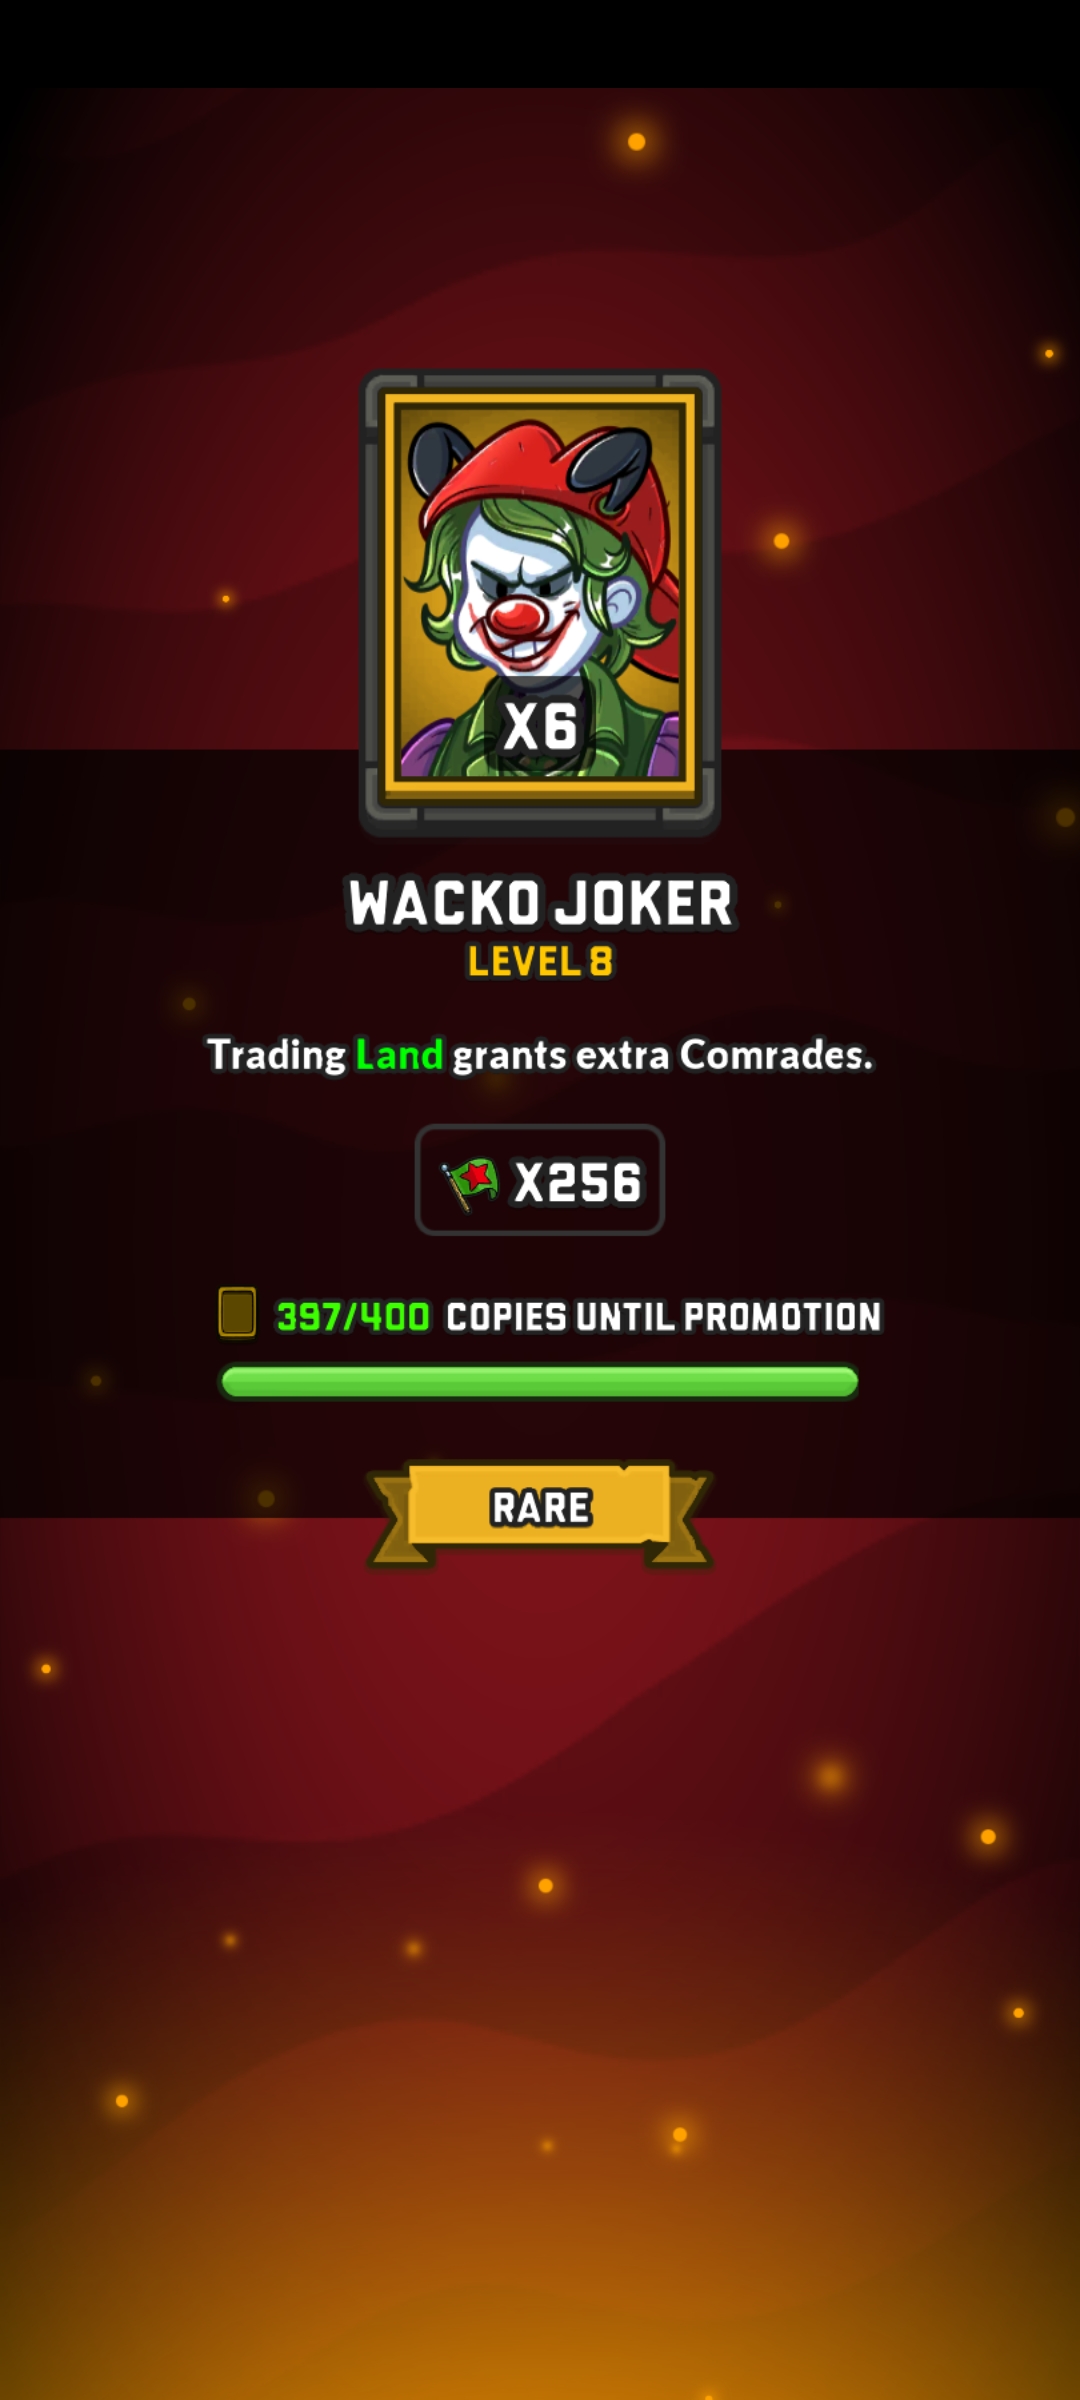 X6
WACKO JOKER
LEVEL 8
Trading Land grants extra Comrades.
X256
397/400 COPIES UNTIL PROMOTION
RARE